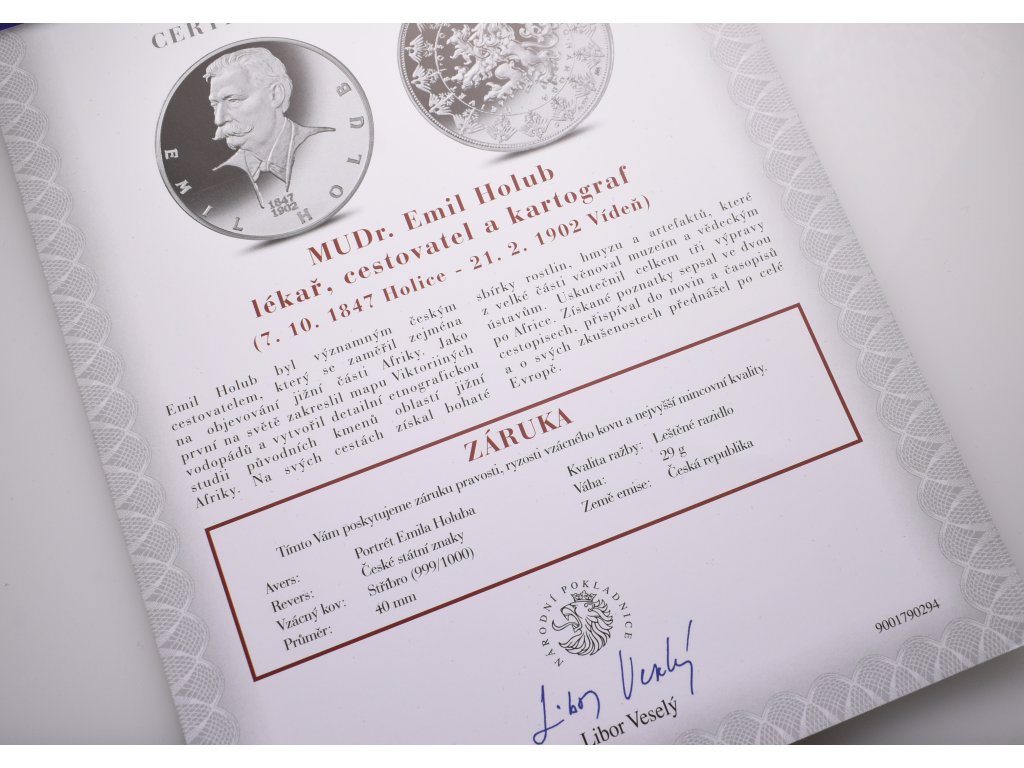 CERT
EMIL HOLUB
1847
1902
MUDr. Emil Holub
lékař, cestovatel a kartograf
(7. 10. 1847 Holice - 21. 2. 1902 Vídeň)
Emil Holub byl významným českým
cestovatelem, který se zaměřil zejména
na objevování jižní části Afriky. Jako
první na světě zakreslil mapu Viktoriiných
vodopádů a vytvořil detailní etnografickou
studii původních kmenů oblastí jižní
Afriky. Na svých cestách získal bohaté
sbírky rostlin, hmyzu a artefaktů, které
z velké části věnoval muzeím a vědeckým
ústavům. Uskutečnil celkem tři výpravy
po Africe. Získané poznatky sepsal ve dvou
cestopisech, přispíval do novin a časopisů
a o svých zkušenostech přednášel po celé
Evropě.
ZÁRUKA
Tímto Vám poskytujeme záruku pravosti, ryzosti vzácného kovu a nejvyšší mincovní kvality.
Avers: Portrét Emila Holuba
Revers: České státní znaky
Vzácný kov: Stříbro (999/1000)
Průměr: 40 mm
Kvalita ražby: Leštěné razidlo
Váha: 29 g
Země emise: Česká republika
NÁRODNÍ POKLADNICE
9001790294
Libor Veselý
Libor Veselý